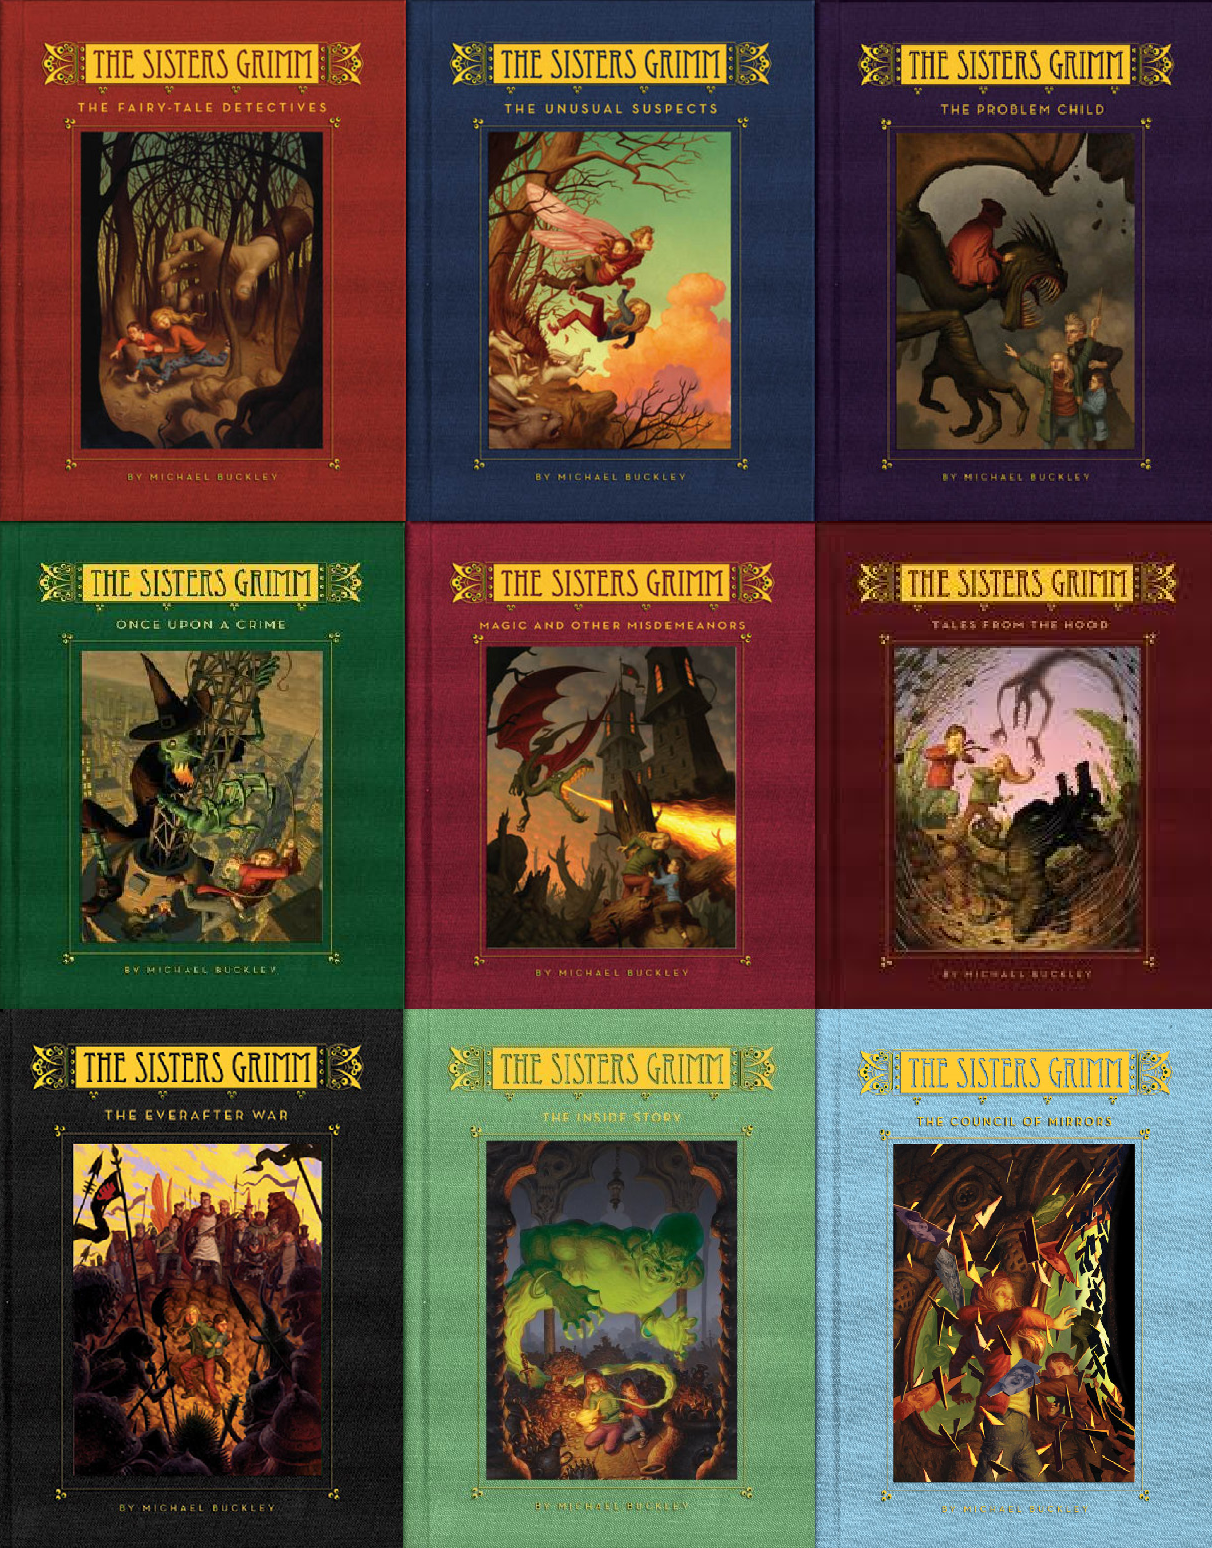 THE SISTERS GRIMM
THE FAIRY-TALE DETECTIVES
BY MICHAEL BUCKLEY
THE SISTERS GRIMM
THE UNUSUAL SUSPECTS
BY MICHAEL BUCKLEY
THE SISTERS GRIMM
THE PROBLEM CHILD
BY MICHAEL BUCKLEY
THE SISTERS GRIMM
ONCE UPON A CRIME
BY MICHAEL BUCKLEY
THE SISTERS GRIMM
MAGIC AND OTHER MISDEMEANORS
BY MICHAEL BUCKLEY
THE SISTERS GRIMM
TALES FROM THE HOOD
BY MICHAEL BUCKLEY
THE SISTERS GRIMM
THE EVERAFTER WAR
BY MICHAEL BUCKLEY
THE SISTERS GRIMM
THE INSIDE STORY
BY MICHAEL BUCKLEY
THE SISTERS GRIMM
THE COUNCIL OF MIRRORS
BY MICHAEL BUCKLEY